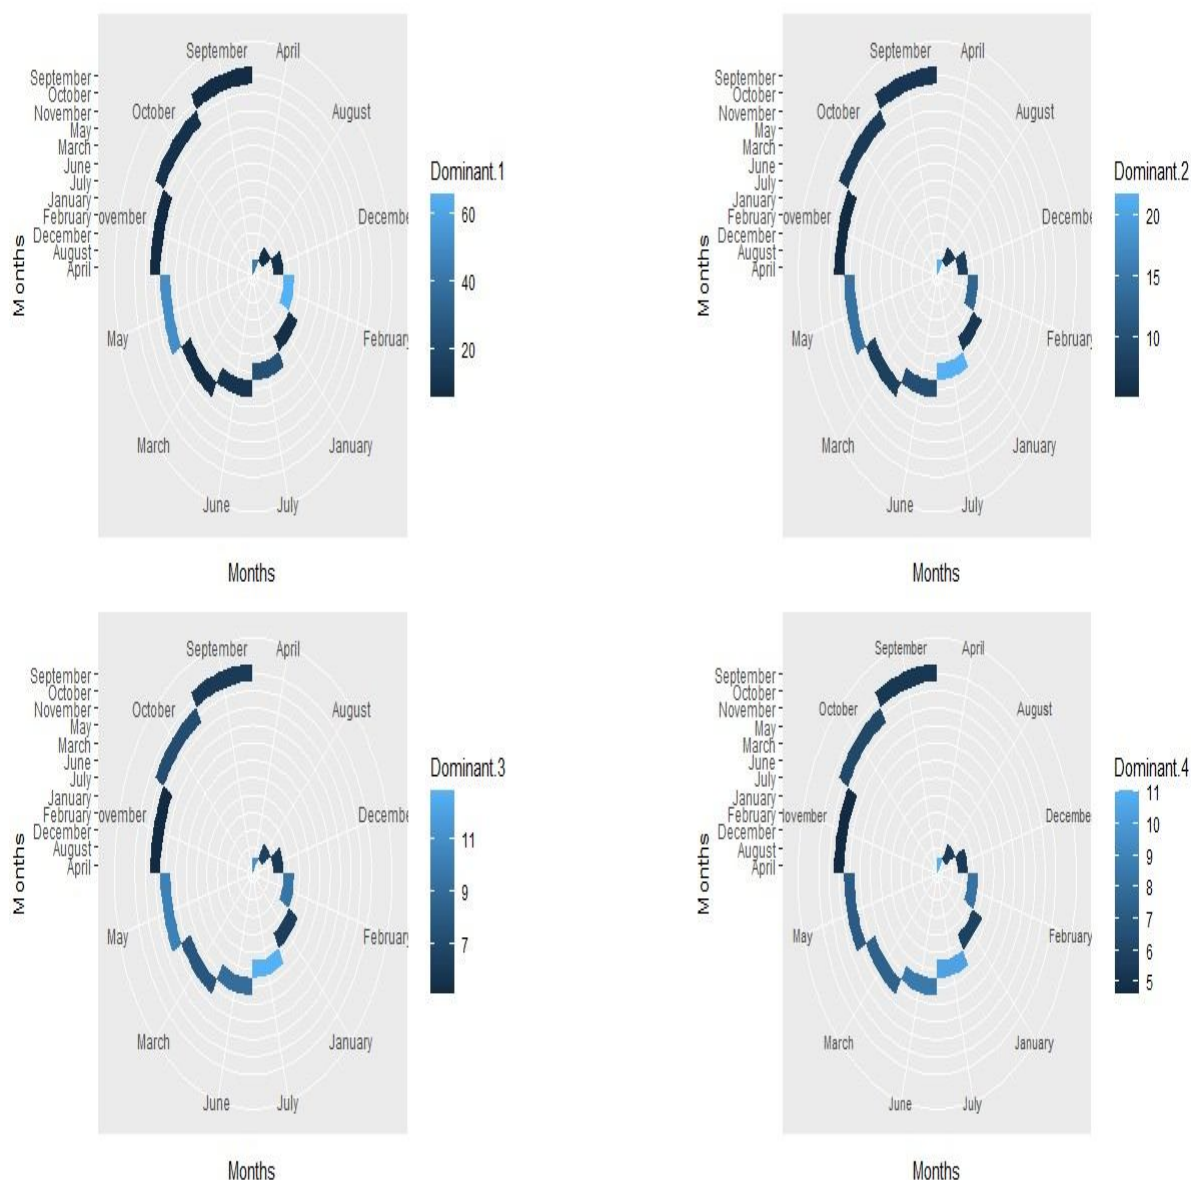 September April
September
October
November
May
March
June
July
January
February
December
August
April
October August
ovember Decembe
May February
March January
June July
Months
Months
Dominant.1
60
40
20
September April
September
October
November
May
March
June
July
January
February
December
August
April
October August
ovember Decembe
May February
March January
June July
Months
Months
Dominant.2
20
15
10
September April
September
October
November
May
March
June
July
January
February
December
August
April
October August
ovember Decembe
May February
March January
June July
Months
Months
Dominant.3
11
9
7
September April
September
October
November
May
March
June
July
January
February
December
August
April
October August
ovember December
May February
March January
June July
Months
Months
Dominant.4
11
10
9
8
7
6
5